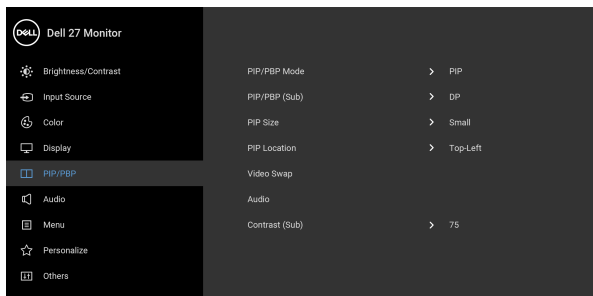 DELL Dell 27 Monitor
Brightness/Contrast PIP/PBP Mode PIP
Input Source PIP/PBP (Sub) DP
Color PIP Size Small
Display PIP Location Top-Left
PIP/PBP Video Swap
Audio Audio
Menu Contrast (Sub) 75
Personalize
Others